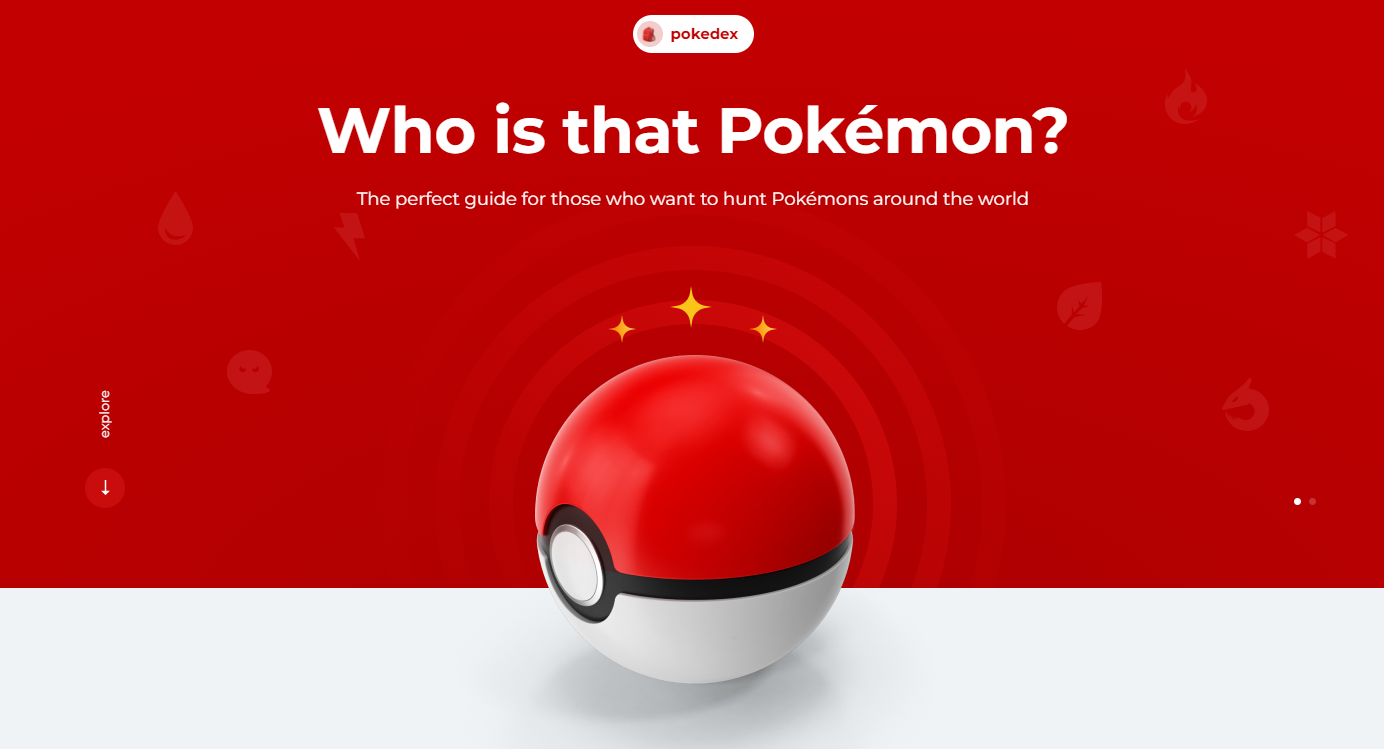 pokedex
Who is that Pokémon?
The perfect guide for those who want to hunt Pokémons around the world
explore